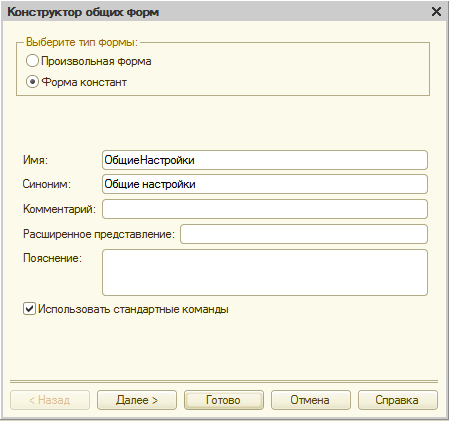 Конструктор общих форм
Выберите тип формы:
Произвольная форма
Форма констант
Имя: ОбщиеНастройки
Синоним: Общие настройки
Комментарий:
Расширенное представление:
Пояснение:
Использовать стандартные команды
< Назад Далее > Готово Отмена Справка